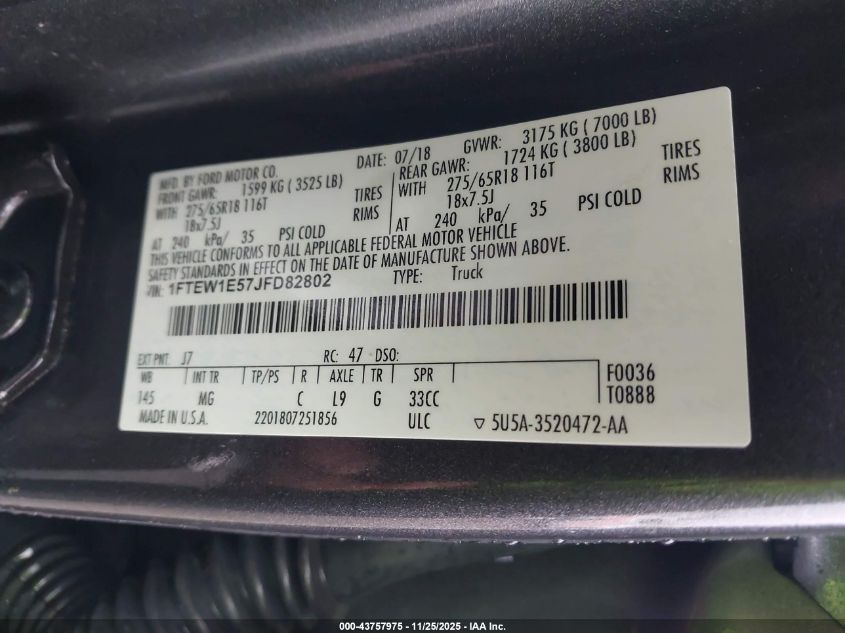 MFD. BY FORD MOTOR CO. DATE: 07/18 GVWR: 3175 KG ( 7000 LB)
FRONT GAWR: 1599 KG ( 3525 LB) REAR GAWR: 1724 KG ( 3800 LB)
WITH 275/65R18 116T TIRES WITH 275/65R18 116T TIRES
18x7.5J RIMS 18x7.5J RIMS
AT 240 kPa/ 35 PSI COLD AT 240 kPa/ 35 PSI COLD
THIS VEHICLE CONFORMS TO ALL APPLICABLE FEDERAL MOTOR VEHICLE
SAFETY STANDARDS IN EFFECT ON THE DATE OF MANUFACTURE SHOWN ABOVE.
VIN: 1FTEW1E57JFD82802 TYPE: Truck
EXT PNT: J7 RC: 47 DSO:
WB INT TR TP/PS R AXLE TR SPR F0036
145 MG C L9 G 33CC T0888
MADE IN U.S.A. 2201807251856 ULC ▽ 5U5A-3520472-AA
000-43757975 - 11/25/2025 - IAA Inc.